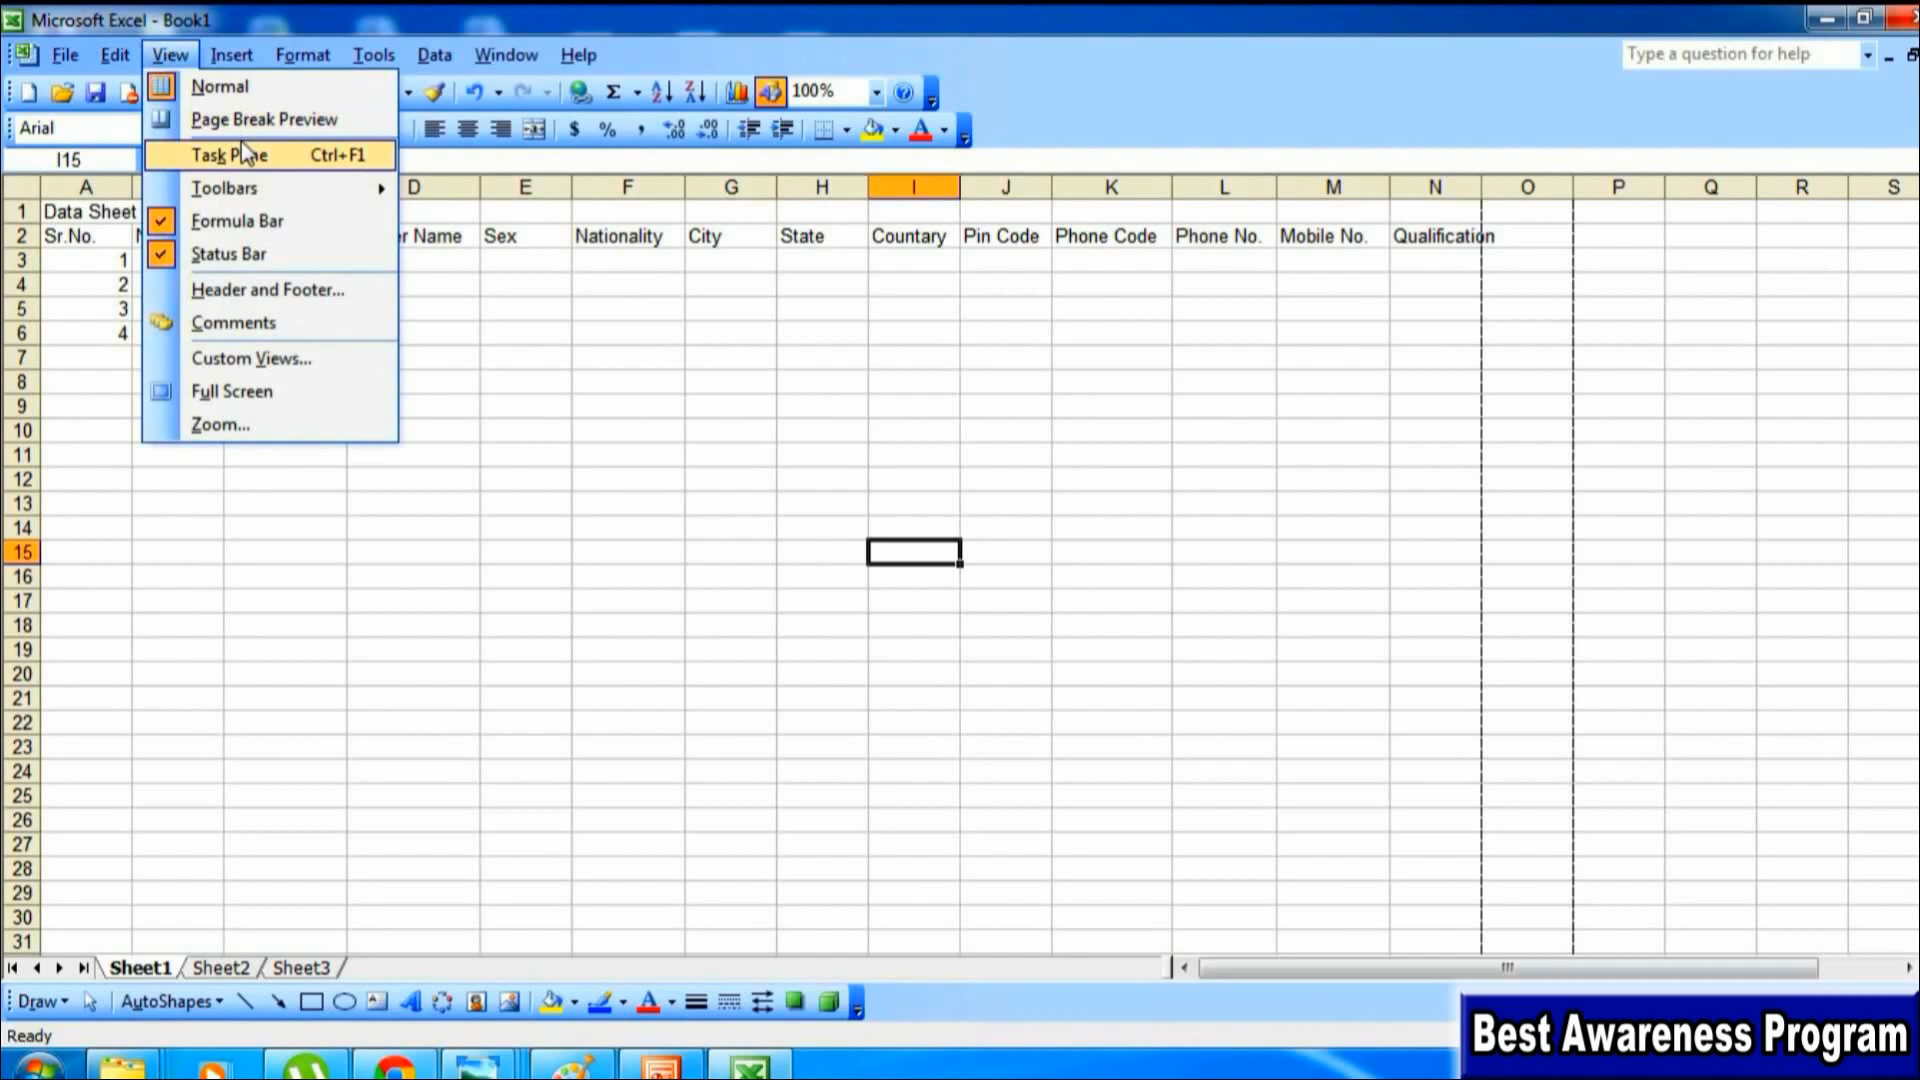 Microsoft Excel - Book1
File Edit View Insert Format Tools Data Window Help
Type a question for help
Normal
Page Break Preview
Task Pane Ctrl+F1
Toolbars
Formula Bar
Status Bar
Header and Footer...
Comments
Custom Views...
Full Screen
Zoom...
100%
Arial
$ %
I15
A D E F G H I J K L M N O P Q R S
1 Data Sheet
2 Sr.No. r Name Sex Nationality City State Countary Pin Code Phone Code Phone No. Mobile No. Qualification
3 1
4 2
5 3
6 4
7
8
9
10
11
12
13
14
15
16
17
18
19
20
21
22
23
24
25
26
27
28
29
30
31
Sheet1 Sheet2 Sheet3
Draw AutoShapes
Ready
Best Awareness Program